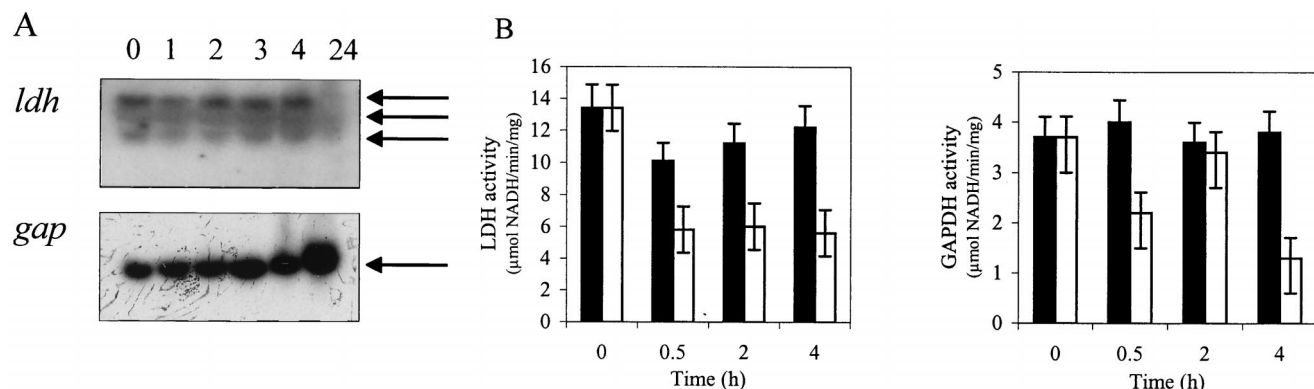 A
0 1 2 3 4 24
ldh
gap
B
16
14
12
10
8
6
4
2
0
LDH activity
(µmol NADH/min/mg)
0 0.5 2 4
Time (h)
5
4
3
2
1
0
GAPDH activity
(µmol NADH/min/mg)
0 0.5 2 4
Time (h)